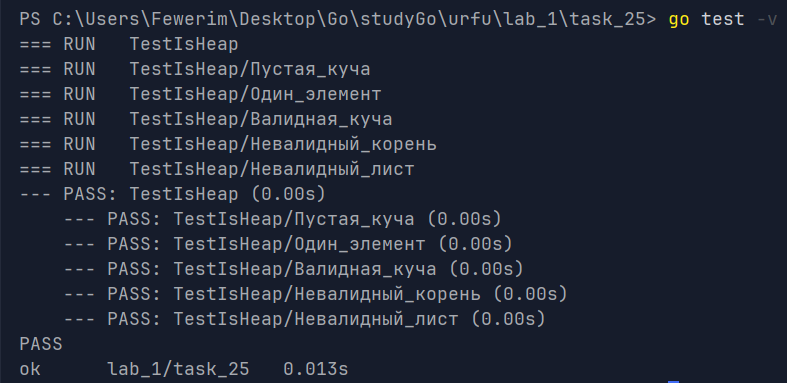 PS C:\Users\Fewerim\Desktop\Go\studyGo\urfu\lab_1\task_25> go test -v
=== RUN   TestIsHeap
=== RUN   TestIsHeap/Пустая_куча
=== RUN   TestIsHeap/Один_элемент
=== RUN   TestIsHeap/Валидная_куча
=== RUN   TestIsHeap/Невалидный_корень
=== RUN   TestIsHeap/Невалидный_лист
--- PASS: TestIsHeap (0.00s)
    --- PASS: TestIsHeap/Пустая_куча (0.00s)
    --- PASS: TestIsHeap/Один_элемент (0.00s)
    --- PASS: TestIsHeap/Валидная_куча (0.00s)
    --- PASS: TestIsHeap/Невалидный_корень (0.00s)
    --- PASS: TestIsHeap/Невалидный_лист (0.00s)
PASS
ok      lab_1/task_25   0.013s